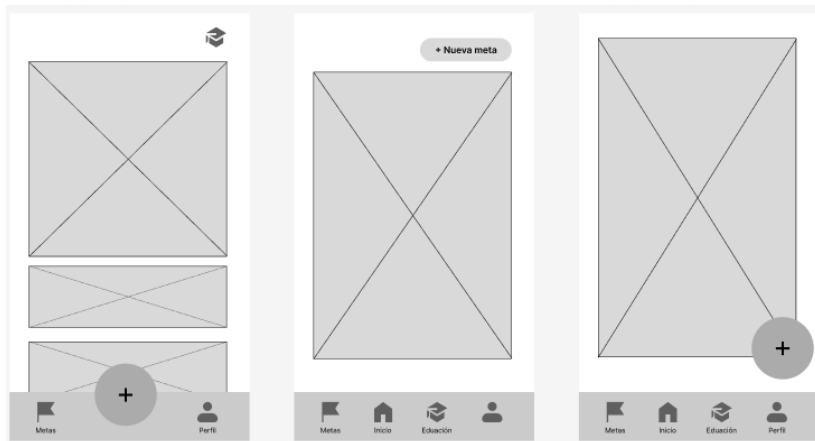 + Nueva meta
+
+
Metas
Perfil
Metas
Inicio
Eduación
Metas
Inicio
Eduación
Perfil